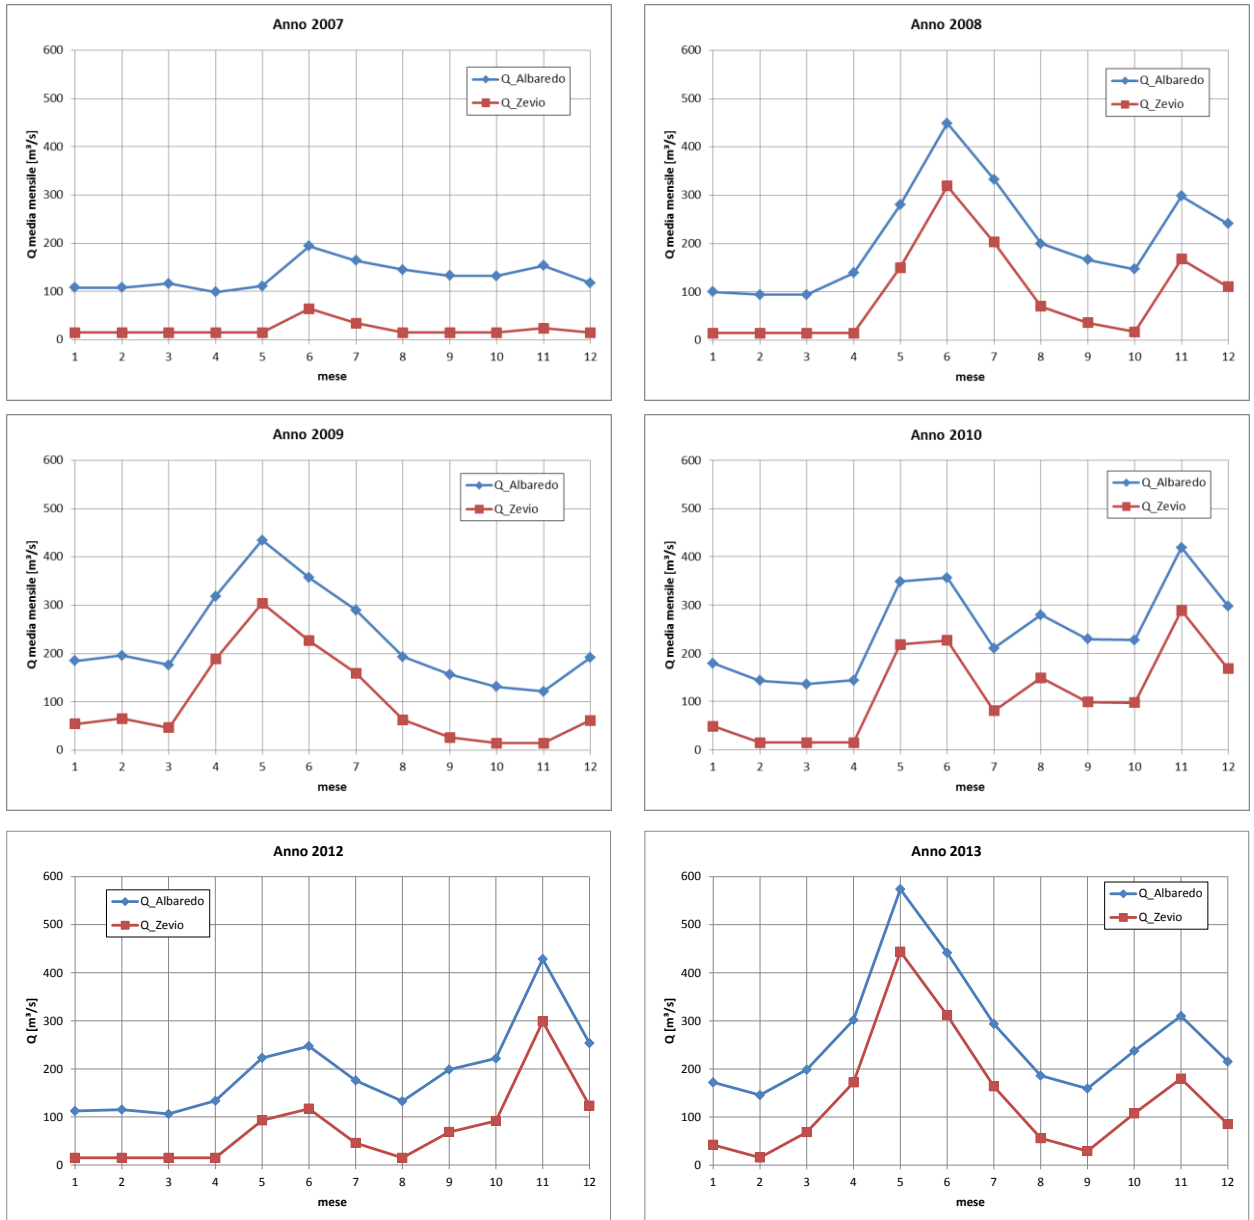 Anno 2007
Q media mensile [m³/s]
600
500
400
300
200
100
0
Q_Albaredo
Q_Zevio
1 2 3 4 5 6 7 8 9 10 11 12
mese
Anno 2008
Q media mensile [m³/s]
600
500
400
300
200
100
0
Q_Albaredo
Q_Zevio
1 2 3 4 5 6 7 8 9 10 11 12
mese
Anno 2009
Q media mensile [m³/s]
600
500
400
300
200
100
0
Q_Albaredo
Q_Zevio
1 2 3 4 5 6 7 8 9 10 11 12
mese
Anno 2010
Q media mensile [m³/s]
600
500
400
300
200
100
0
Q_Albaredo
Q_Zevio
1 2 3 4 5 6 7 8 9 10 11 12
mese
Anno 2012
Q [m³/s]
600
500
400
300
200
100
0
Q_Albaredo
Q_Zevio
1 2 3 4 5 6 7 8 9 10 11 12
mese
Anno 2013
Q [m³/s]
600
500
400
300
200
100
0
Q_Albaredo
Q_Zevio
1 2 3 4 5 6 7 8 9 10 11 12
mese